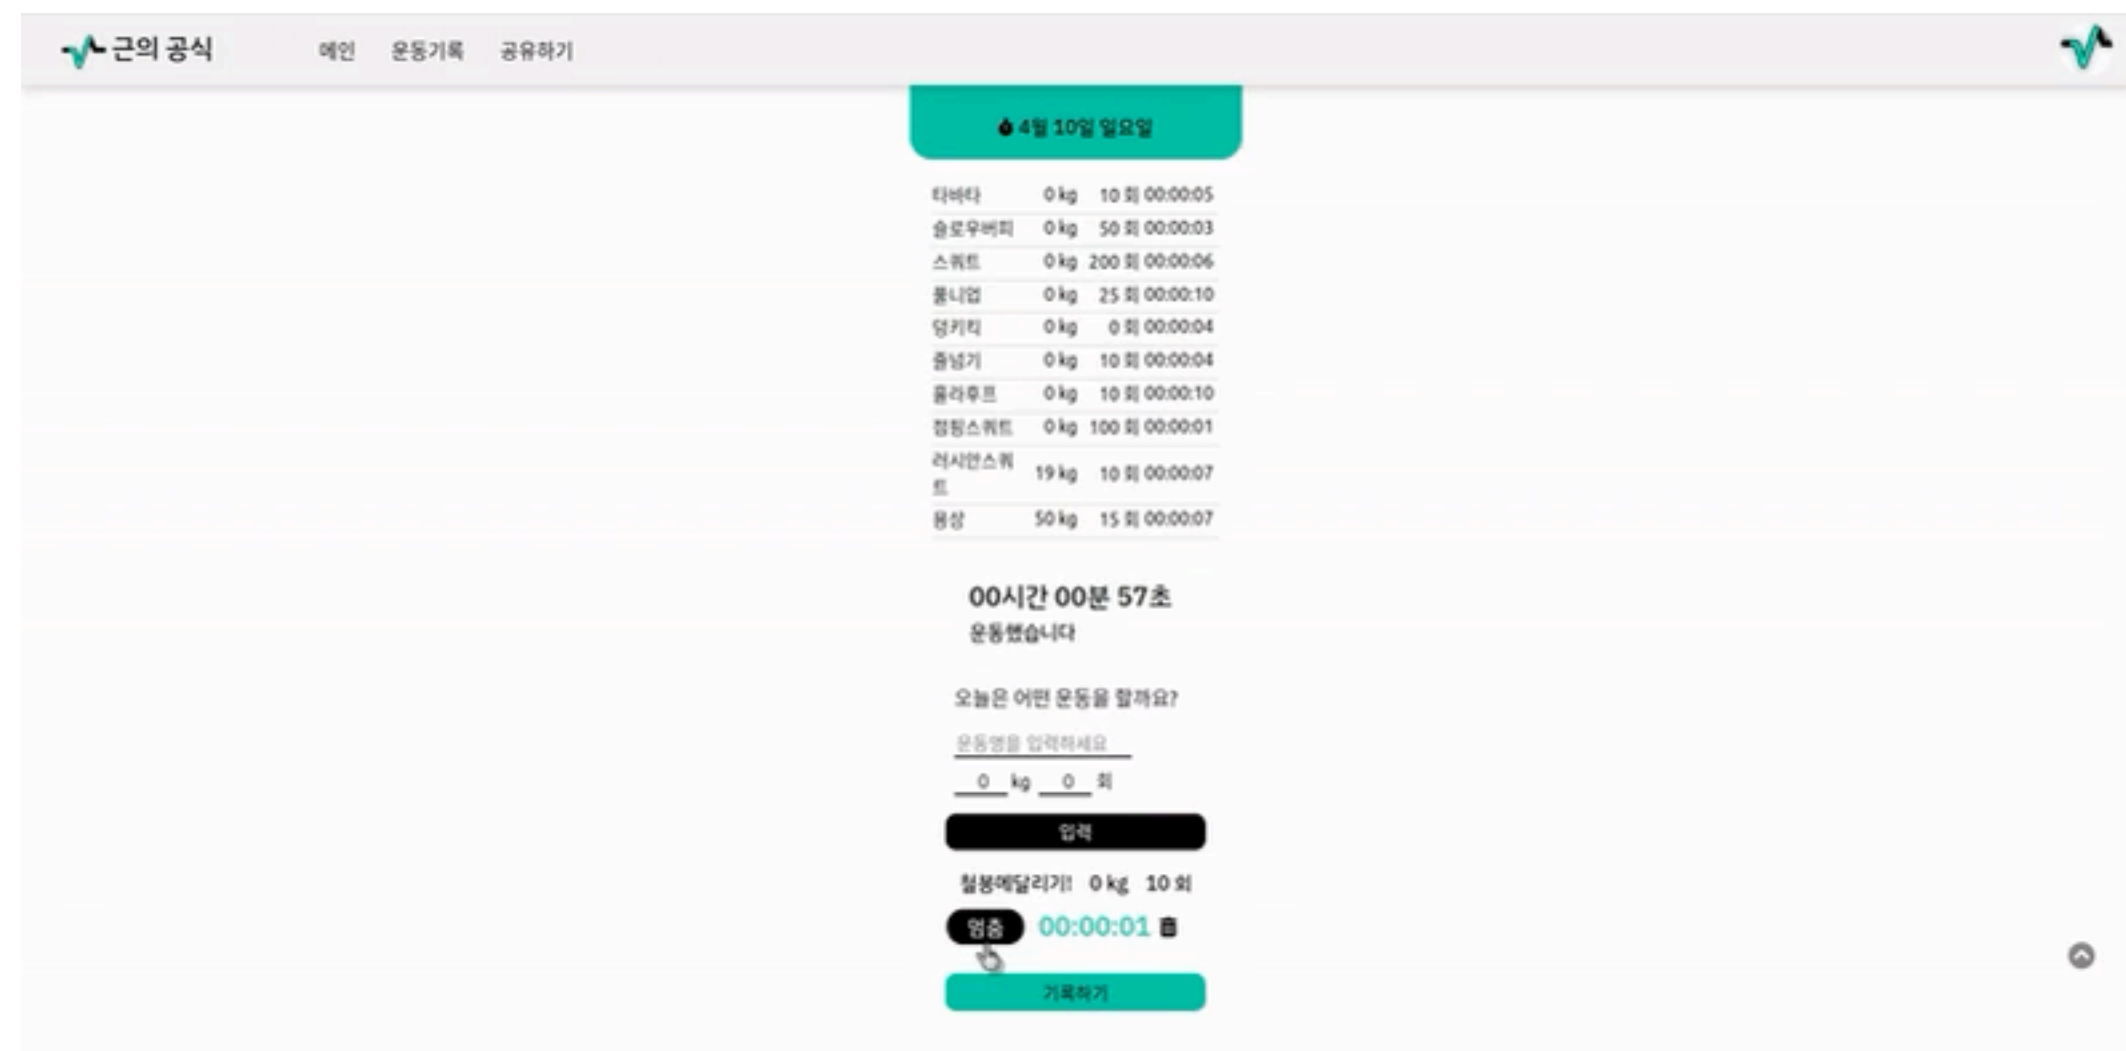 근의 공식 메인 운동기록 공유하기
4월 10일 일요일
타바타 0 kg 10 회 00:00:05
슬로우버피 0 kg 50 회 00:00:03
스쿼트 0 kg 200 회 00:00:06
풀니업 0 kg 25 회 00:00:10
덩키킥 0 kg 0 회 00:00:04
줄넘기 0 kg 10 회 00:00:04
훌라후프 0 kg 10 회 00:00:10
점핑스쿼트 0 kg 100 회 00:00:01
러시안스쿼
트 19 kg 10 회 00:00:07
용상 50 kg 15 회 00:00:07
00시간 00분 57초
운동했습니다
오늘은 어떤 운동을 할까요?
운동명을 입력하세요
0 kg 0 회
입력
철봉메달리기! 0 kg 10 회
멈춤 00:00:01
기록하기